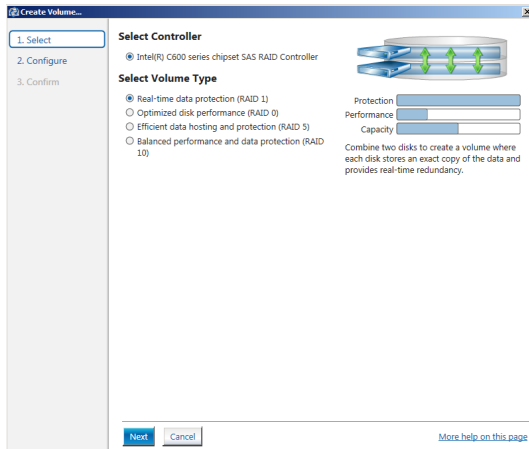 Create Volume...
1. Select
2. Configure
3. Confirm
Select Controller
Intel(R) C600 series chipset SAS RAID Controller
Select Volume Type
Real-time data protection (RAID 1)
Optimized disk performance (RAID 0)
Efficient data hosting and protection (RAID 5)
Balanced performance and data protection (RAID
10)
Protection
Performance
Capacity
Combine two disks to create a volume where
each disk stores an exact copy of the data and
provides real-time redundancy.
Next
Cancel
More help on this page